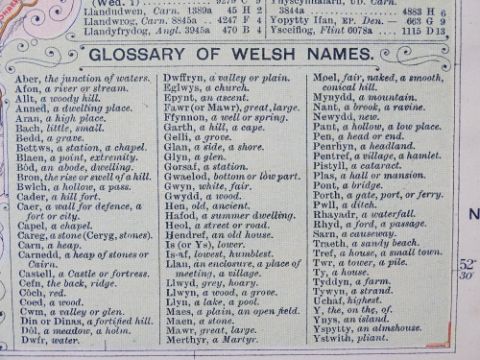 (Wed. 1)
Llandudwen, Carn. 1389a 45 H 2
Llandwrog, Carn. 8845a 4247 F 4
Llandyfrydog, Angl. 3945a 470 B 4
3844a 4883 H 6
Yopytty Ifan, EP. Den. 663 G 9
Ysceifiog, Flint 6078a 1115 D 13
GLOSSARY OF WELSH NAMES.
Aber, the junction of waters.
Afon, a river or stream.
Allt, a woody hill.
Anned, a dwelling place.
Aran, a high place.
Bach, little, small.
Bedd, a grave.
Bettws, a station, a chapel.
Blaen, a point, extremity.
Bôd, an abode, dwelling.
Bron, the rise or swell of a hill.
Bwlch, a hollow, a pass.
Cader, a hill fort.
Caer, a wall for defence, a
fort or city.
Capel, a chapel.
Careg, a stone (Ceryg, stones).
Carn, a heap.
Carnedd, a heap of stones or
Cairn.
Castell, a Castle or fortress.
Cefn, the back, ridge.
Cöch, red.
Coed, a wood.
Cwm, a valley or glen.
Din or Dinas, a fortified hill.
Dôl, a meadow, a holm.
Dwfr, water.
Dwffryn, a valley or plain.
Eglwys, a church.
Epynt, an ascent.
Fawr (or Mawr), great, large.
Ffynnon, a well or spring.
Garth, a hill, a cape.
Gelli, a grove.
Glan, a side, a shore.
Glyn, a glen.
Gorsaf, a station.
Gwaelod, bottom or low part.
Gwyn, white, fair.
Gwydd, a wood.
Hen, old, ancient.
Hafod, a summer dwelling.
Heol, a street or road.
Hendref, an old house.
Is (or Ys), lower.
Is-af, lowest, humblest.
Llan, an enclosure, a place of
meeting, a village.
Llwyd, grey, hoary.
Llwyn, a wood, a grove.
Llyn, a lake, a pool.
Maes, a plain, an open field.
Maen, a stone.
Mawr, great, large.
Merthyr, a Martyr.
Moel, fair, naked, a smooth,
conical hill.
Mynydd, a mountain.
Nant, a brook, a ravine.
Newydd, new.
Pant, a hollow, a low place.
Pen, a head or end.
Penrhyn, a headland.
Pentref, a village, a hamlet.
Pistyll, a cataract.
Plas, a hall or mansion.
Pont, a bridge.
Porth, a gate, port, or ferry.
Pwll, a ditch.
Rhayadr, a waterfall.
Rhyd, a ford, a passage.
Sarn, a causeway.
Traeth, a sandy beach.
Tref, a house, a small town.
Twr, a tower, a pile.
Ty, a house.
Tyddyn, a farm.
Tywyn, a strand.
Uchaf, highest.
Y, the, on the, of.
Ynys, an island.
Yspytty, an almshouse.
Ystwith, pliant.
N
52°
30'